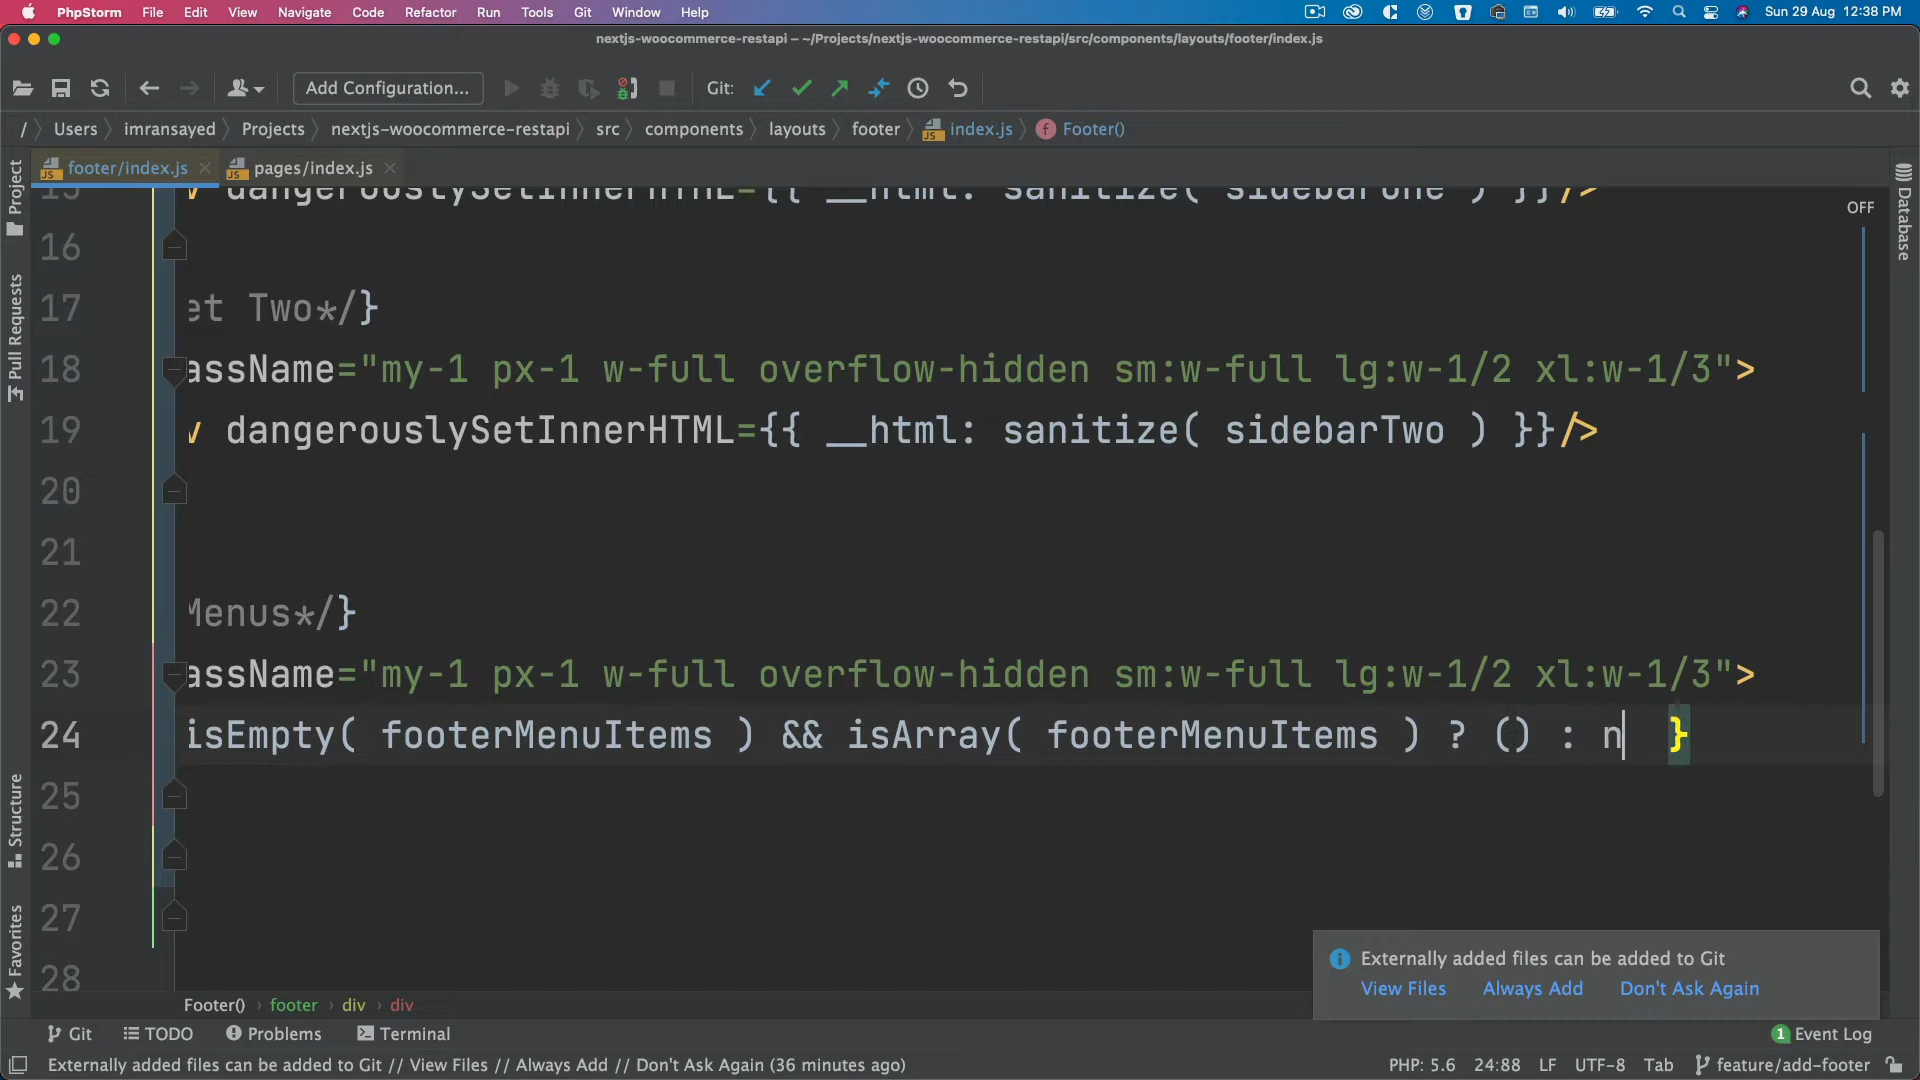 PhpStorm File Edit View Navigate Code Refactor Run Tools Git Window Help Sun 29 Aug 12:38 PM
nextjs-woocommerce-restapi – ~/Projects/nextjs-woocommerce-restapi/src/components/layouts/footer/index.js
Add Configuration... Git:
/ Users imransayed Projects nextjs-woocommerce-restapi src components layouts footer index.js Footer()
footer/index.js pages/index.js
Project
Pull Requests
Structure
Favorites
Database
OFF
15 v dangerouslySetInnerHTML={{ __html: sanitize( sidebarOne ) }}/>
16
17 et Two*/}
18 assName="my-1 px-1 w-full overflow-hidden sm:w-full lg:w-1/2 xl:w-1/3">
19 v dangerouslySetInnerHTML={{ __html: sanitize( sidebarTwo ) }}/>
20
21
22 Menus*/}
23 assName="my-1 px-1 w-full overflow-hidden sm:w-full lg:w-1/2 xl:w-1/3">
24 isEmpty( footerMenuItems ) && isArray( footerMenuItems ) ? () : n }
25
26
27
28
Externally added files can be added to Git
View Files Always Add Don't Ask Again
Footer() footer div div
Git TODO Problems Terminal 1 Event Log
Externally added files can be added to Git // View Files // Always Add // Don't Ask Again (36 minutes ago) PHP: 5.6 24:88 LF UTF-8 Tab feature/add-footer